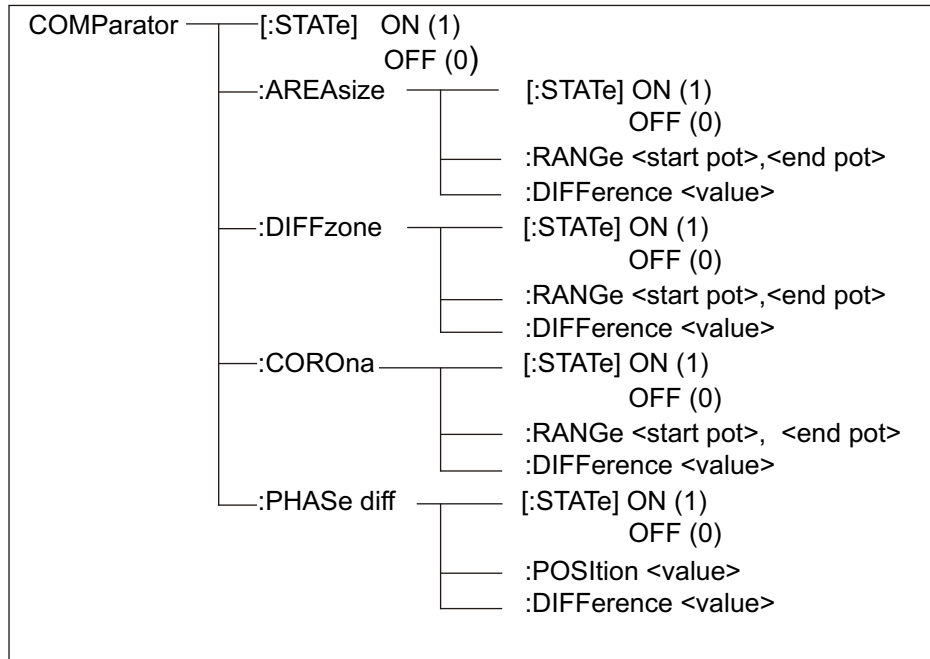 COMParator [:STATe] ON (1)
OFF (0)
:AREAsize [:STATe] ON (1)
OFF (0)
:RANGe <start pot>,<end pot>
:DIFFerence <value>
:DIFFzone [:STATe] ON (1)
OFF (0)
:RANGe <start pot>,<end pot>
:DIFFerence <value>
:COROna [:STATe] ON (1)
OFF (0)
:RANGe <start pot>, <end pot>
:DIFFerence <value>
:PHASe diff [:STATe] ON (1)
OFF (0)
:POSItion <value>
:DIFFerence <value>